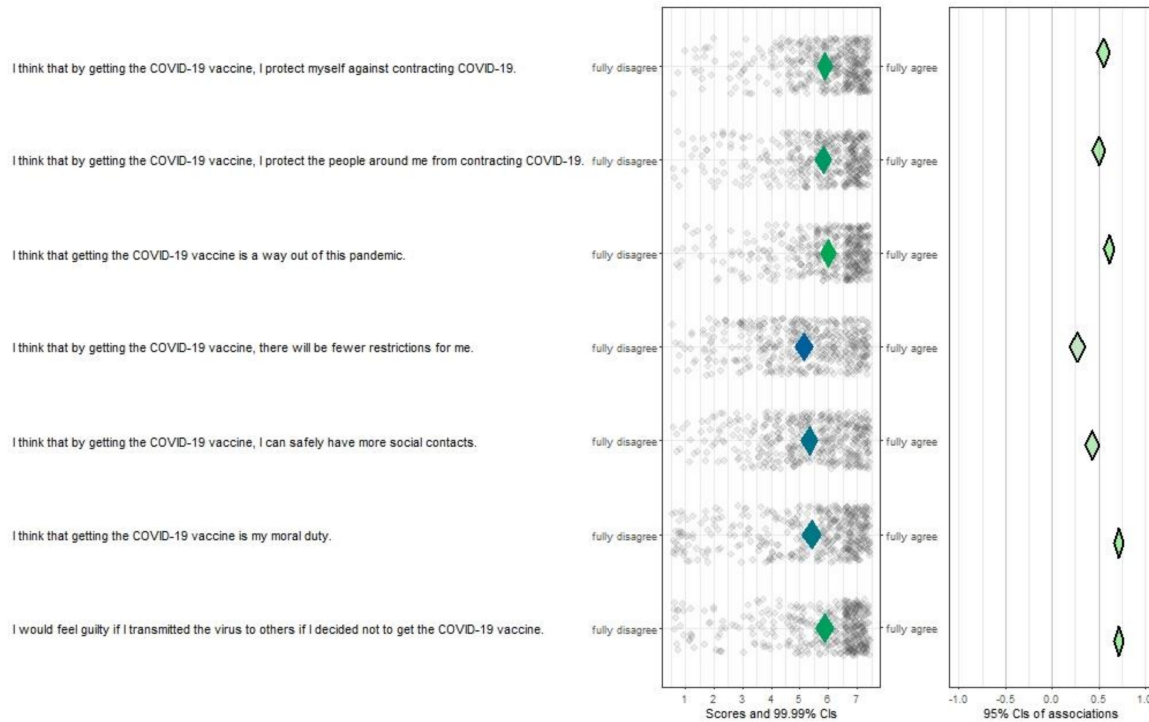 I think that by getting the COVID-19 vaccine, I protect myself against contracting COVID-19.
fully disagree
fully agree
I think that by getting the COVID-19 vaccine, I protect the people around me from contracting COVID-19.
fully disagree
fully agree
I think that getting the COVID-19 vaccine is a way out of this pandemic.
fully disagree
fully agree
I think that by getting the COVID-19 vaccine, there will be fewer restrictions for me.
fully disagree
fully agree
I think that by getting the COVID-19 vaccine, I can safely have more social contacts.
fully disagree
fully agree
I think that getting the COVID-19 vaccine is my moral duty.
fully disagree
fully agree
I would feel guilty if I transmitted the virus to others if I decided not to get the COVID-19 vaccine.
fully disagree
fully agree
1 2 3 4 5 6 7
Scores and 99.99% CIs
-1.0 -0.5 0.0 0.5 1.0
95% CIs of associations